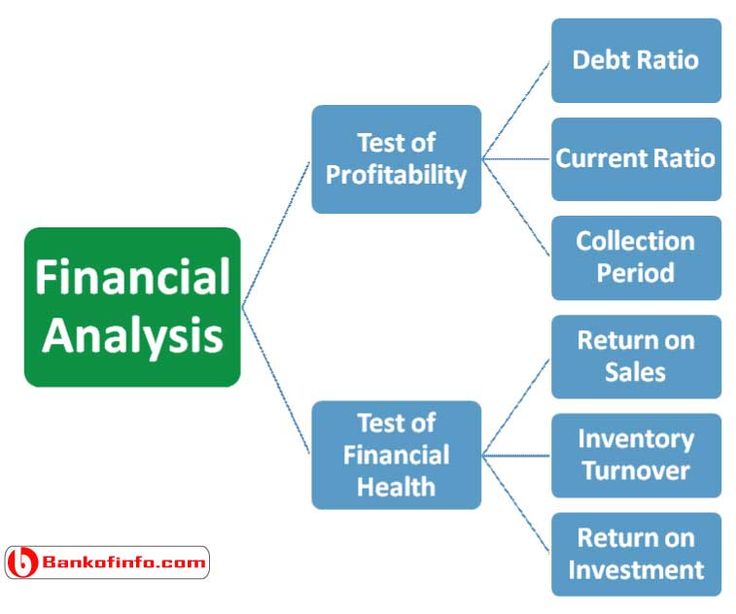 Financial
Analysis
Test of
Profitability
Debt Ratio
Current Ratio
Collection
Period
Test of
Financial
Health
Return on
Sales
Inventory
Turnover
Return on
Investment
Bankofinfo.com